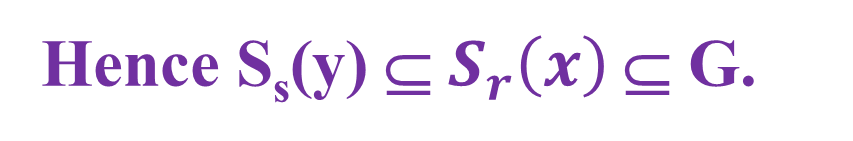 Hence Sₛ(y) ⊆ 𝑺𝒓(𝒙) ⊆ G.